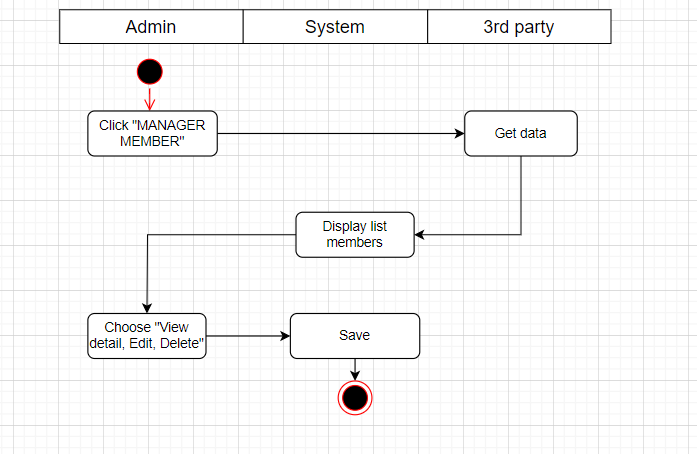 Admin
System
3rd party
Click "MANAGER
MEMBER"
Get data
Display list
members
Choose "View
detail, Edit, Delete"
Save